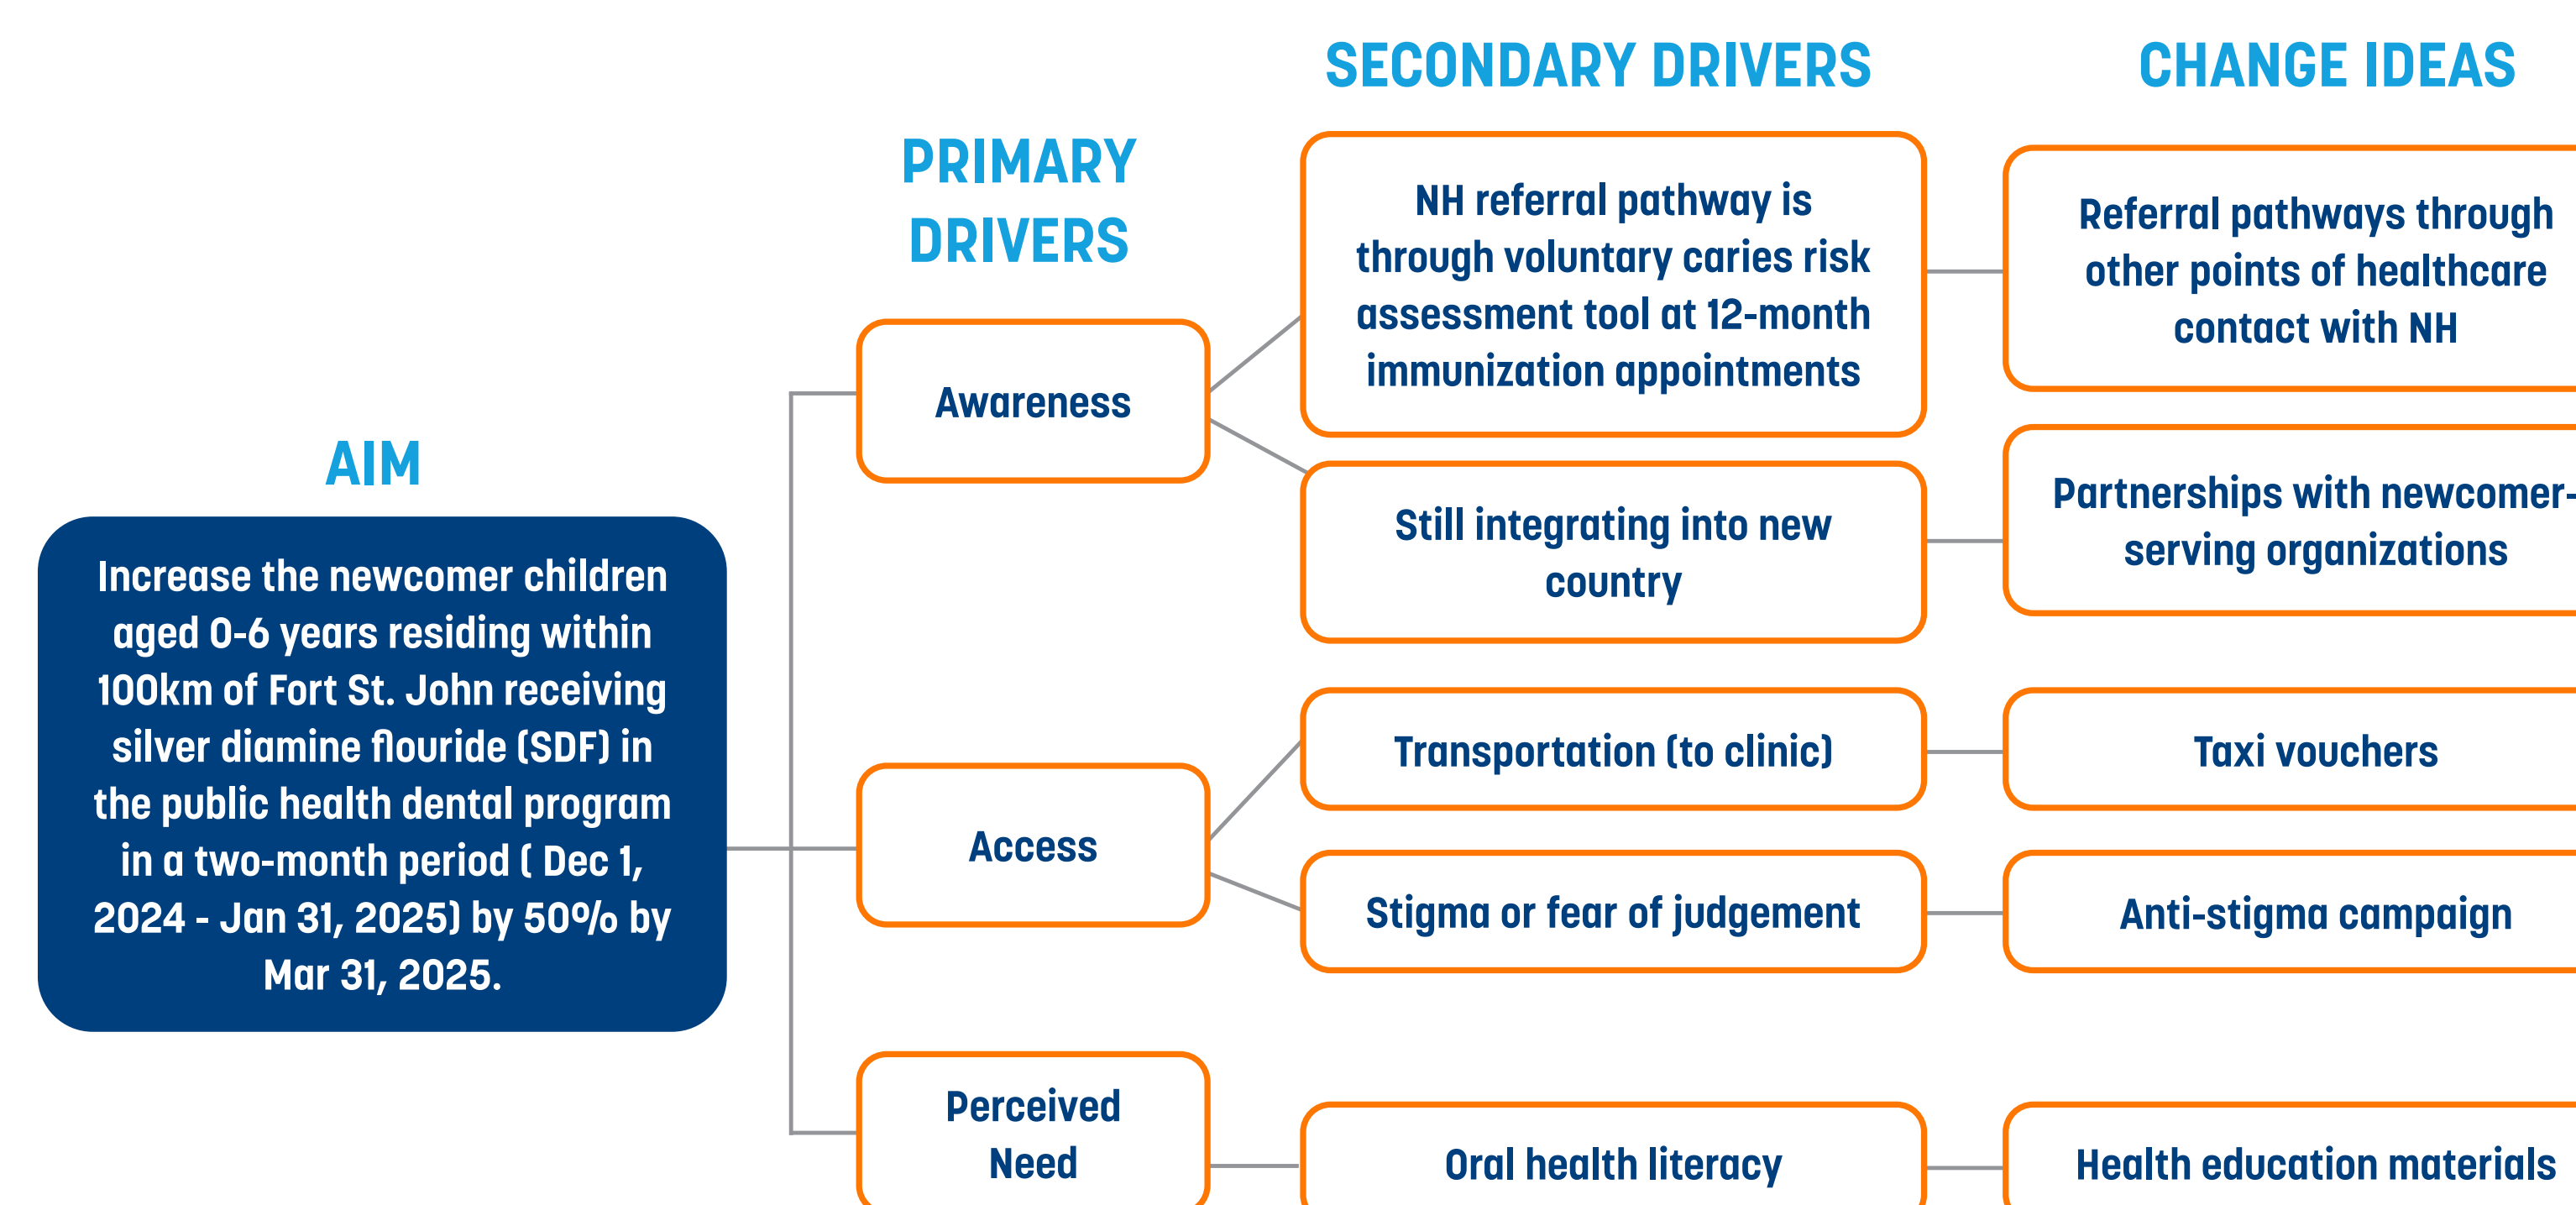 AIM
Increase the newcomer children
aged 0-6 years residing within
100km of Fort St. John receiving
silver diamine flouride (SDF) in
the public health dental program
in a two-month period ( Dec 1,
2024 - Jan 31, 2025) by 50% by
Mar 31, 2025.
PRIMARY
DRIVERS
Awareness
Access
Perceived
Need
SECONDARY DRIVERS
NH referral pathway is
through voluntary caries risk
assessment tool at 12-month
immunization appointments
Still integrating into new
country
Transportation (to clinic)
Stigma or fear of judgement
Oral health literacy
CHANGE IDEAS
Referral pathways through
other points of healthcare
contact with NH
Partnerships with newcomer-
serving organizations
Taxi vouchers
Anti-stigma campaign
Health education materials